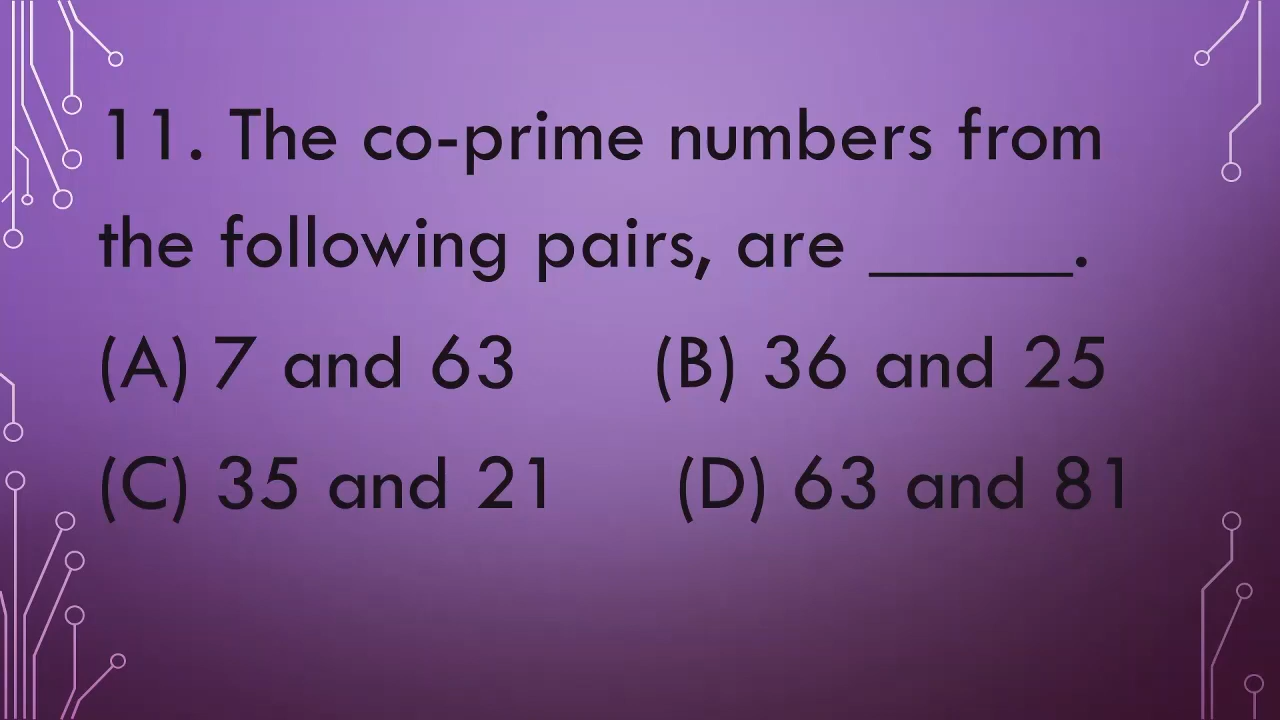 11. The co-prime numbers from
the following pairs, are ______.
(A) 7 and 63 (B) 36 and 25
(C) 35 and 21 (D) 63 and 81